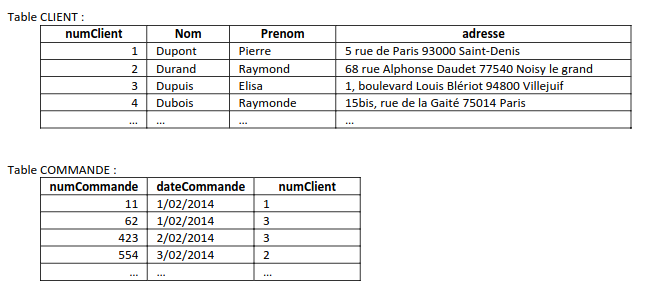 Table CLIENT :
numClient Nom Prenom adresse
1 Dupont Pierre 5 rue de Paris 93000 Saint-Denis
2 Durand Raymond 68 rue Alphonse Daudet 77540 Noisy le grand
3 Dupuis Elisa 1, boulevard Louis Blériot 94800 Villejuif
4 Dubois Raymonde 15bis, rue de la Gaité 75014 Paris
... ... ... ...
Table COMMANDE :
numCommande dateCommande numClient
11 1/02/2014 1
62 1/02/2014 3
423 2/02/2014 3
554 3/02/2014 2
... ... ...